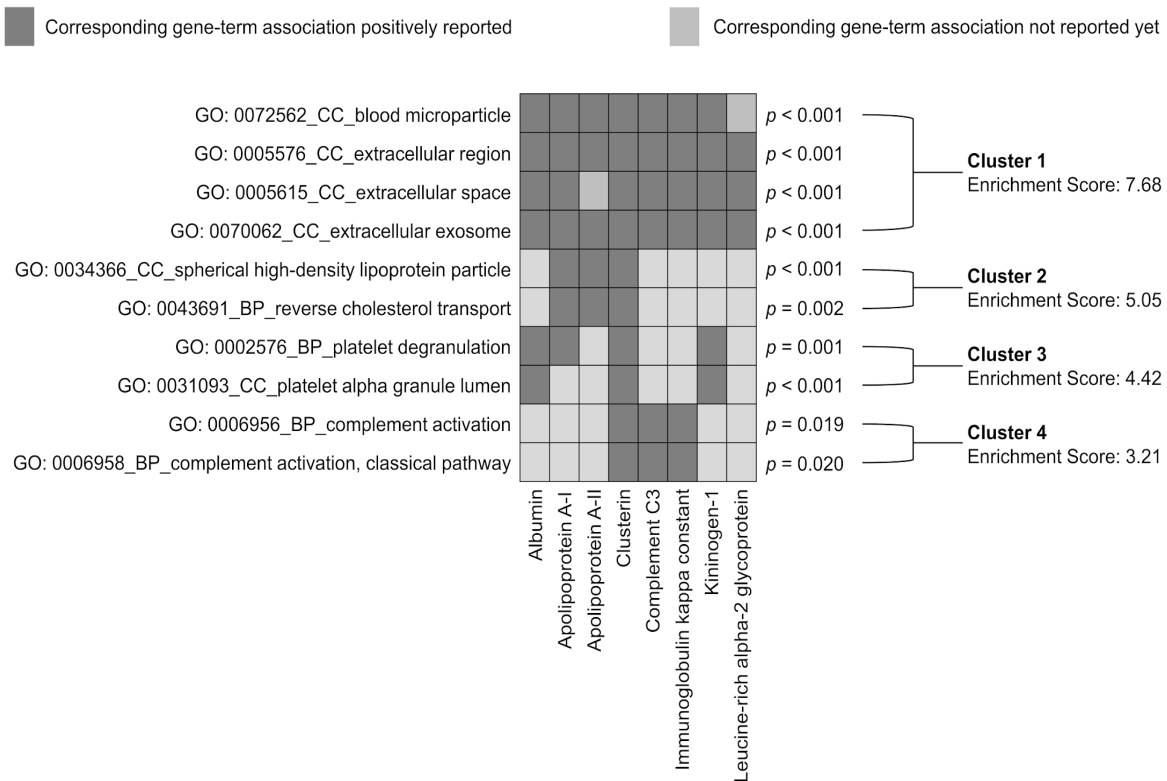 Corresponding gene-term association positively reported
Corresponding gene-term association not reported yet
GO: 0072562_CC_blood microparticle
p < 0.001
GO: 0005576_CC_extracellular region
p < 0.001
GO: 0005615_CC_extracellular space
p < 0.001
GO: 0070062_CC_extracellular exosome
p < 0.001
Cluster 1
Enrichment Score: 7.68
GO: 0034366_CC_spherical high-density lipoprotein particle
p < 0.001
GO: 0043691_BP_reverse cholesterol transport
p = 0.002
Cluster 2
Enrichment Score: 5.05
GO: 0002576_BP_platelet degranulation
p = 0.001
GO: 0031093_CC_platelet alpha granule lumen
p < 0.001
Cluster 3
Enrichment Score: 4.42
GO: 0006956_BP_complement activation
p = 0.019
GO: 0006958_BP_complement activation, classical pathway
p = 0.020
Cluster 4
Enrichment Score: 3.21
Albumin
Apolipoprotein A-I
Apolipoprotein A-II
Clusterin
Complement C3
Immunoglobulin kappa constant
Kininogen-1
Leucine-rich alpha-2 glycoprotein